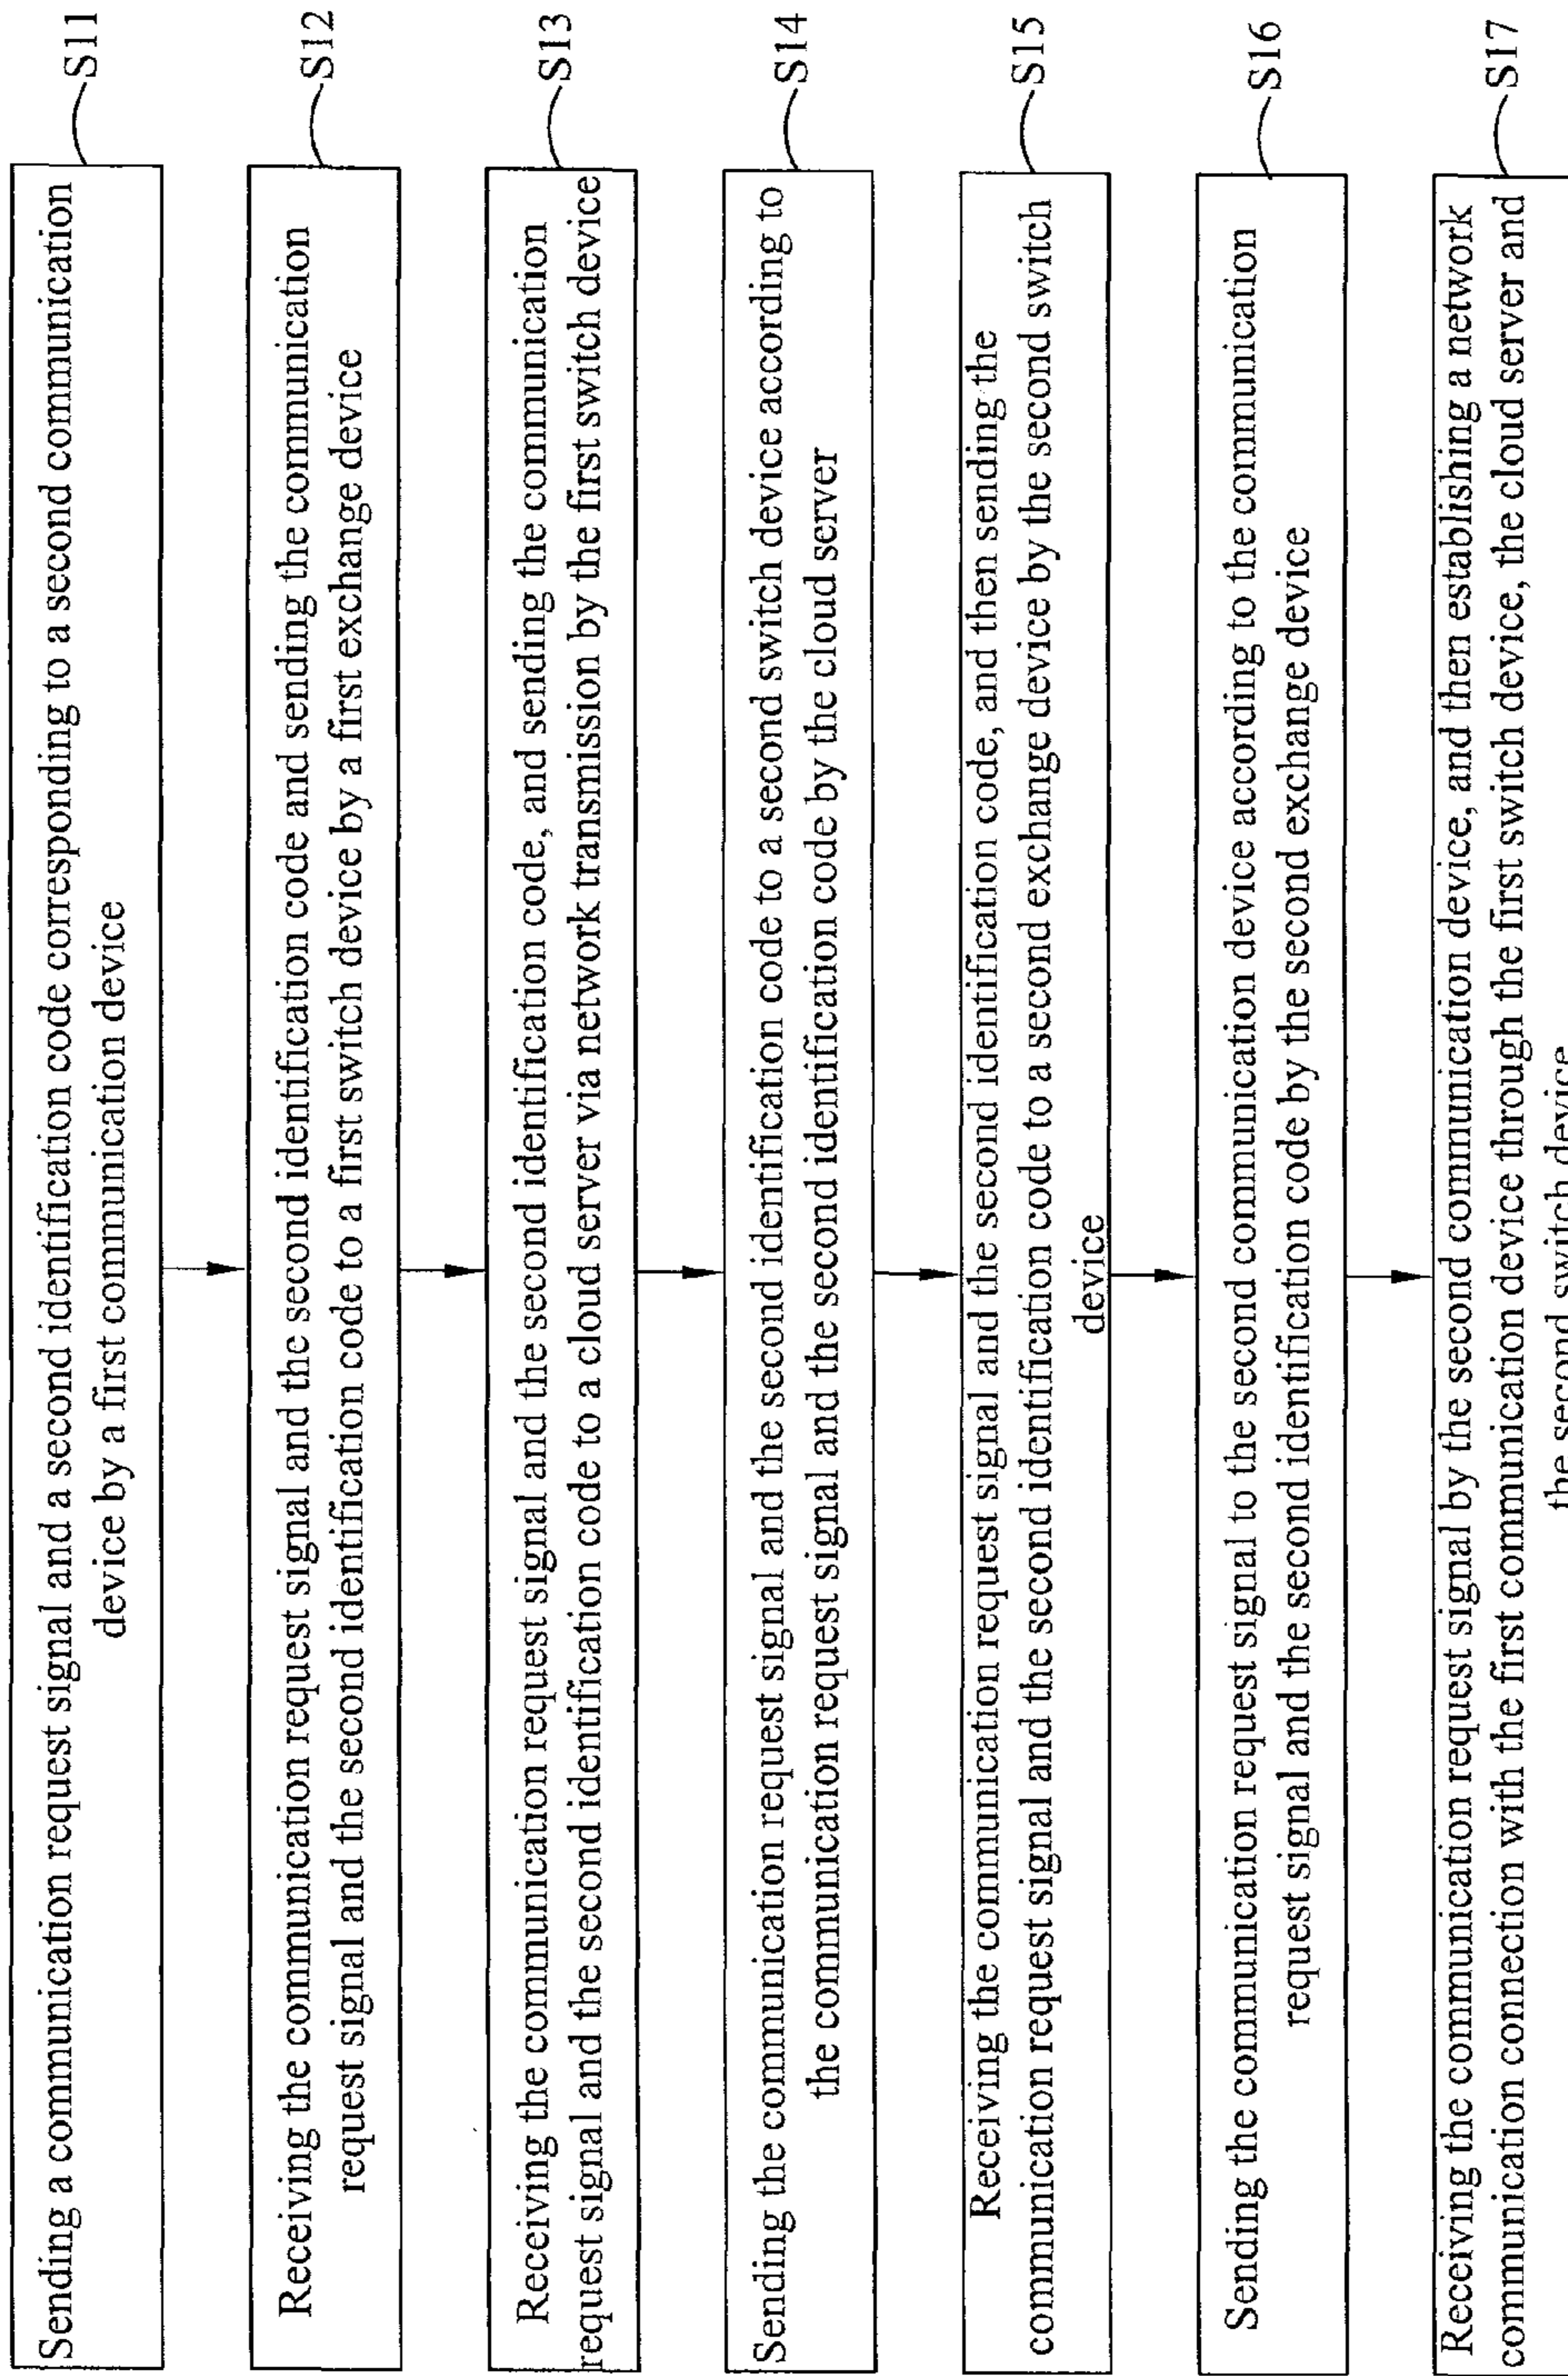 Sending a communication request signal and a second identification code corresponding to a second communication
device by a first communication device
S11
Receiving the communication request signal and the second identification code and sending the communication
request signal and the second identification code to a first switch device by a first exchange device
S12
Receiving the communication request signal and the second identification code, and sending the communication
request signal and the second identification code to a cloud server via network transmission by the first switch device
S13
Sending the communication request signal and the second identification code to a second switch device according to
the communication request signal and the second identification code by the cloud server
S14
Receiving the communication request signal and the second identification code, and then sending the
communication request signal and the second identification code to a second exchange device by the second switch
device
S15
Sending the communication request signal to the second communication device according to the communication
request signal and the second identification code by the second exchange device
S16
Receiving the communication request signal by the second communication device, and then establishing a network
communication connection with the first communication device through the first switch device, the cloud server and
the second switch device
S17